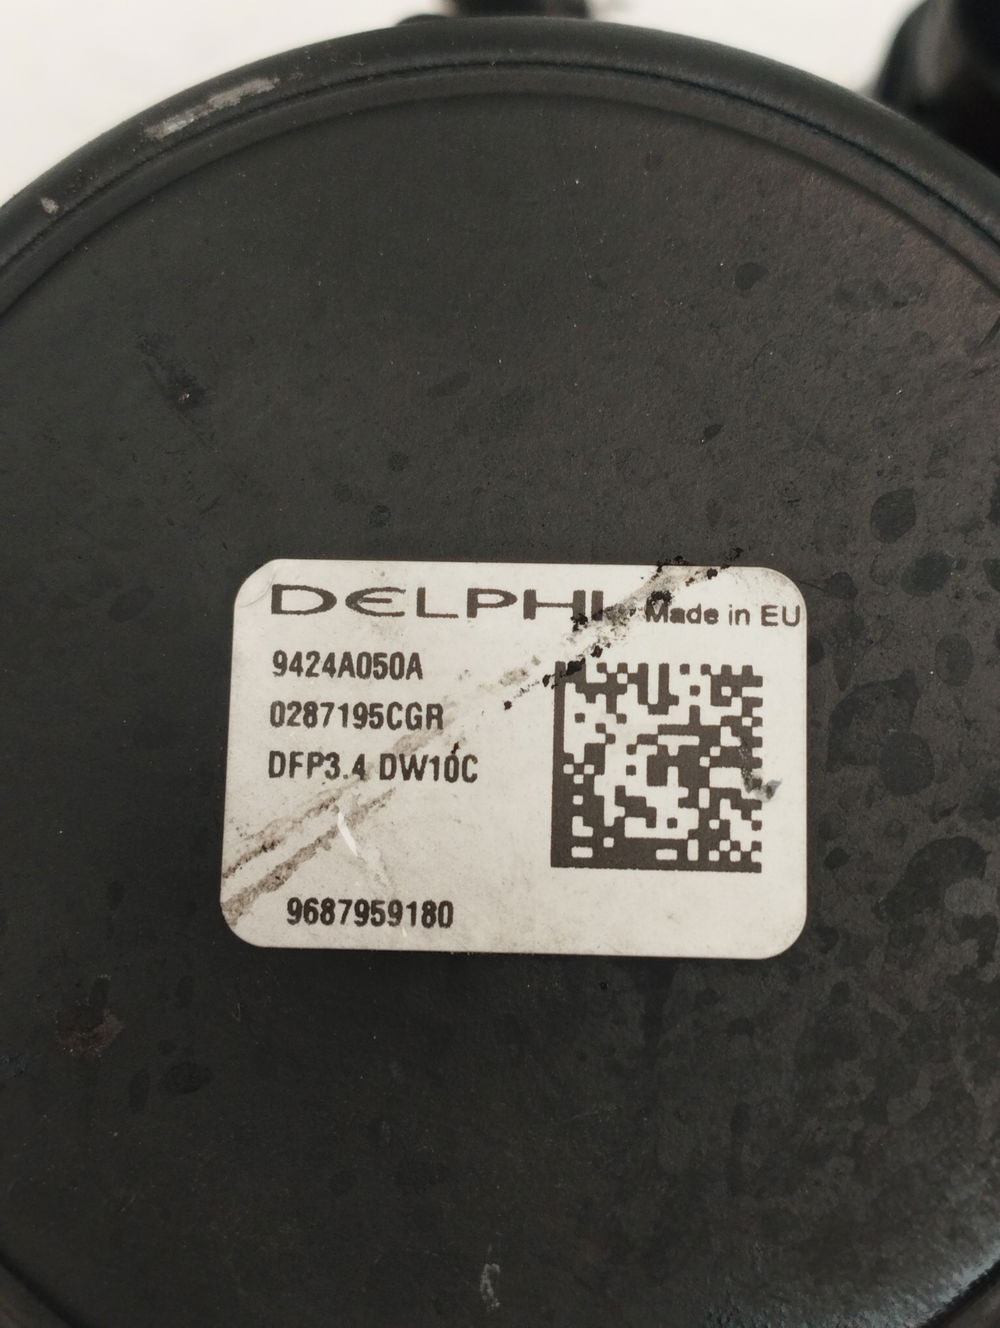 DELPHI Made in EU
9424A050A
0287195CGR
DFP3.4 DW10C
9687959180